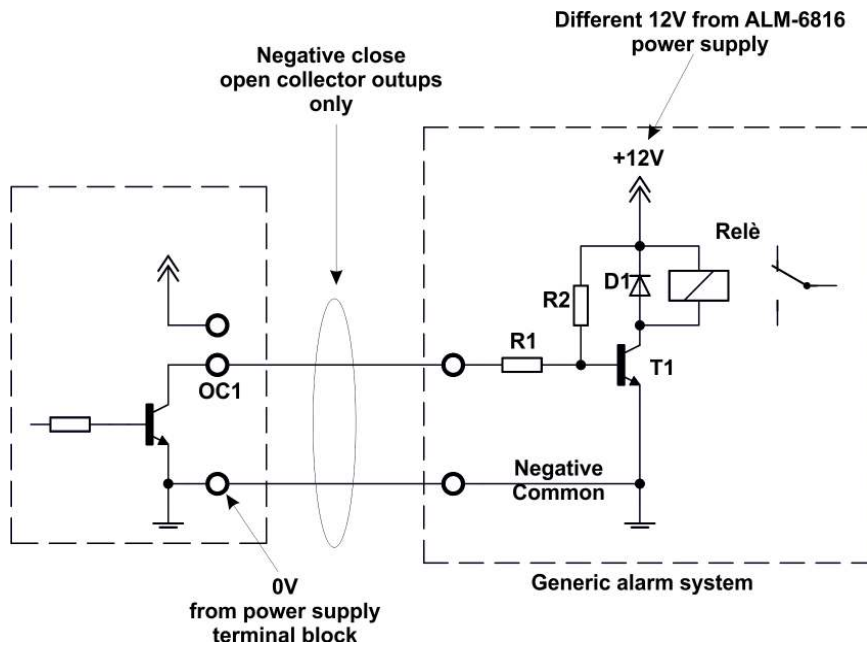 Different 12V from ALM-6816
power supply
Negative close
open collector outups
only
+12V
Relè
D1
R2
R1
T1
OC1
Negative
Common
0V
from power supply
terminal block
Generic alarm system